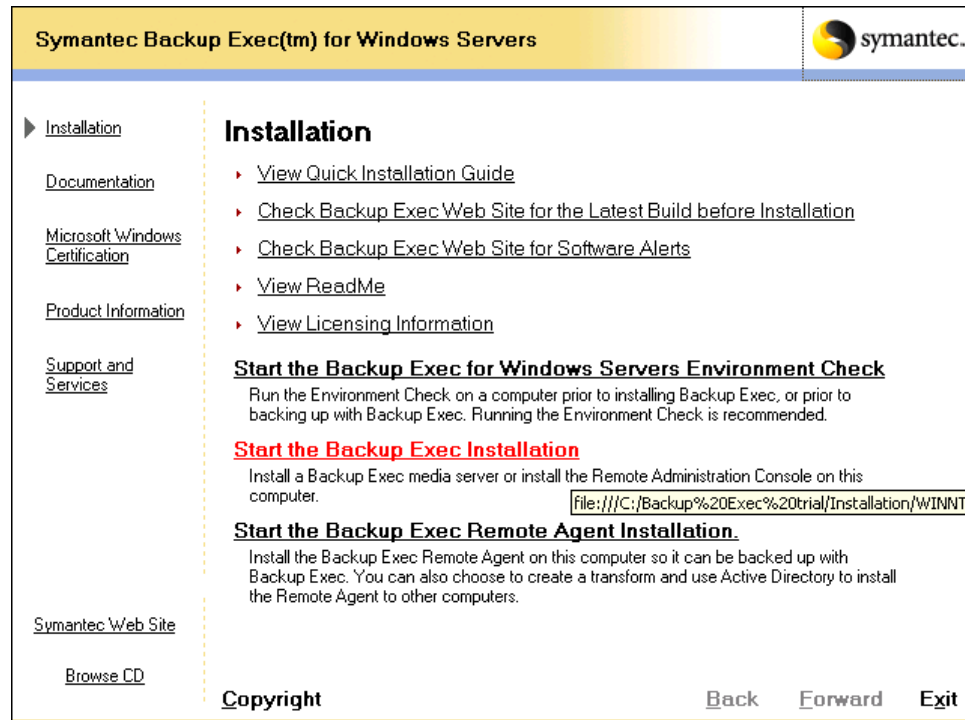 Symantec Backup Exec(tm) for Windows Servers
symantec.
Installation
Documentation
Microsoft Windows
Certification
Product Information
Support and
Services
Symantec Web Site
Browse CD
Installation
View Quick Installation Guide
Check Backup Exec Web Site for the Latest Build before Installation
Check Backup Exec Web Site for Software Alerts
View ReadMe
View Licensing Information
Start the Backup Exec for Windows Servers Environment Check
Run the Environment Check on a computer prior to installing Backup Exec, or prior to
backing up with Backup Exec. Running the Environment Check is recommended.
Start the Backup Exec Installation
Install a Backup Exec media server or install the Remote Administration Console on this
computer.
file:///C:/Backup%20Exec%20trial/Installation/WINNT
Start the Backup Exec Remote Agent Installation.
Install the Backup Exec Remote Agent on this computer so it can be backed up with
Backup Exec. You can also choose to create a transform and use Active Directory to install
the Remote Agent to other computers.
Copyright
Back
Forward
Exit